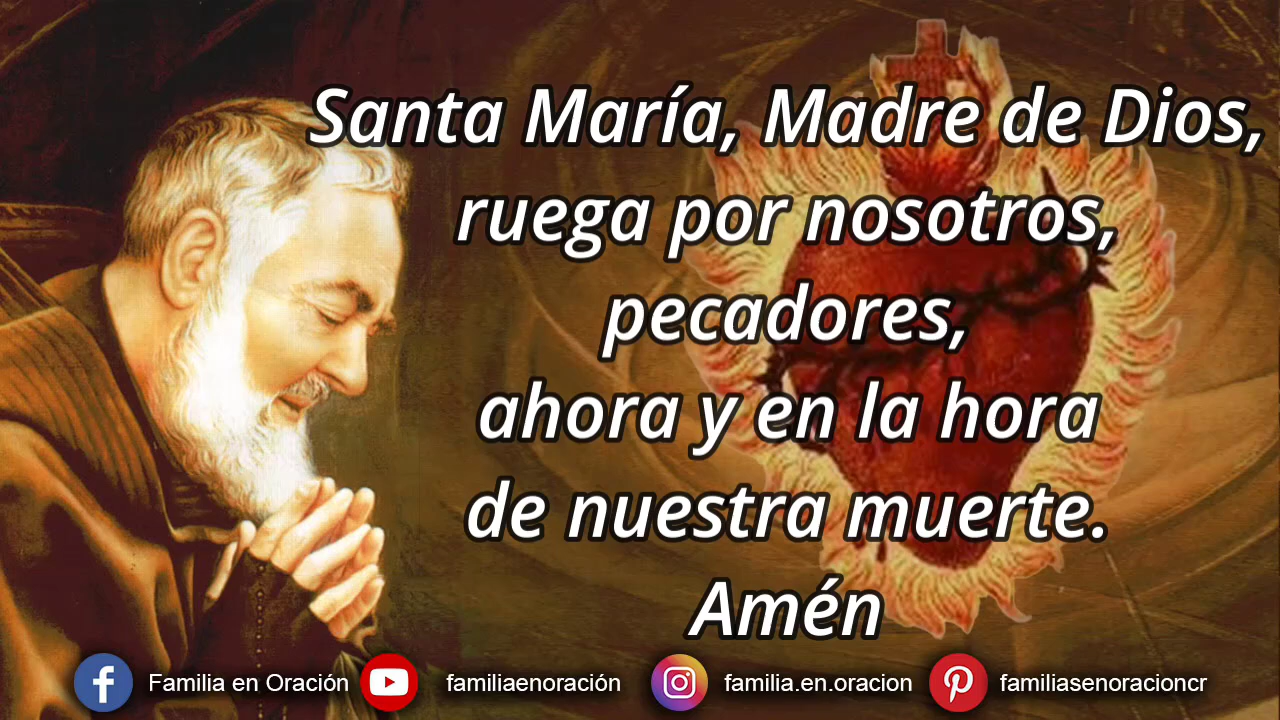 Santa María, Madre de Dios,
ruega por nosotros,
pecadores,
ahora y en la hora
de nuestra muerte.
Amén
Familia en Oración familiaenoración familia.en.oracion familiasenoracioncr